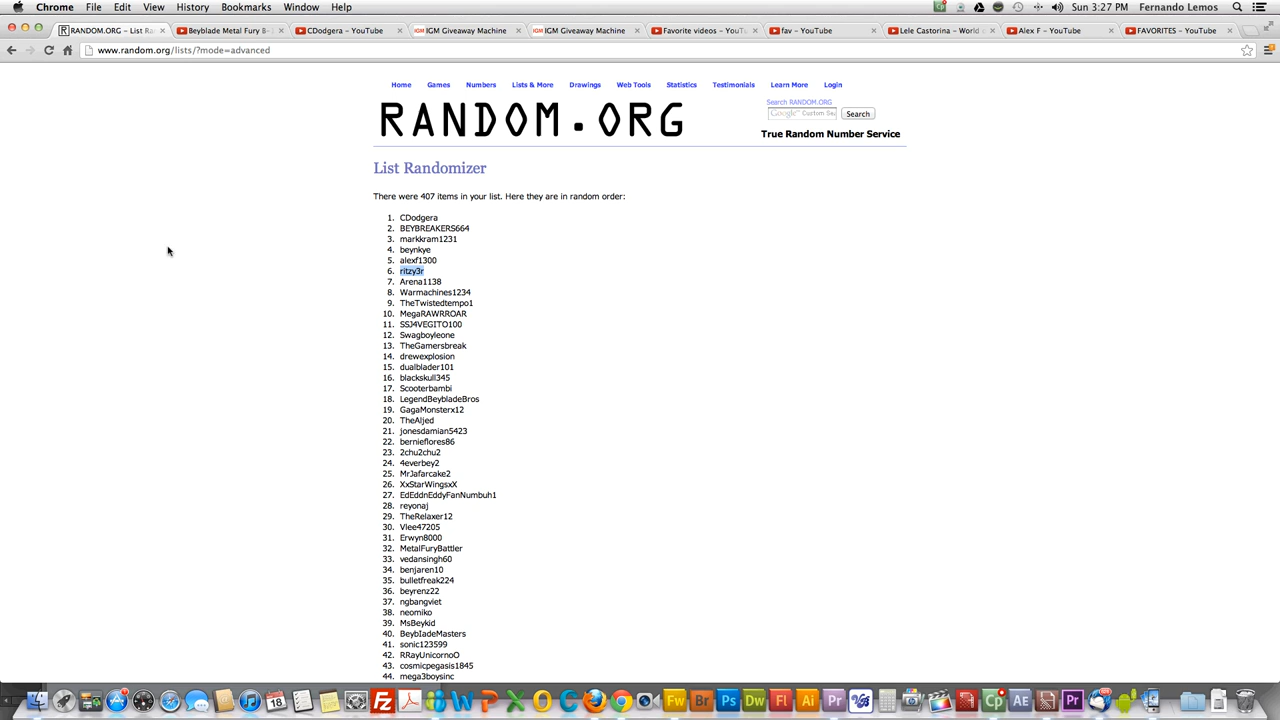 Chrome File Edit View History Bookmarks Window Help Sun 3:27 PM Fernando Lemos
RANDOM.ORG - List Ra Beyblade Metal Fury B- CDodgera - YouTube IGM Giveaway Machine IGM Giveaway Machine Favorite videos - YouTu fav - YouTube Lele Castorina - World o Alex F - YouTube FAVORITES - YouTube
www.random.org/lists/?mode=advanced
Home Games Numbers Lists & More Drawings Web Tools Statistics Testimonials Learn More Login
Search RANDOM.ORG
RANDOM.ORG
Google™ Custom Sea Search
True Random Number Service
List Randomizer
There were 407 items in your list. Here they are in random order:
1. CDodgera
2. BEYBREAKERS664
3. markkram1231
4. beynkye
5. alexf1300
6. ritzy3r
7. Arena1138
8. Warmachines1234
9. TheTwistedtempo1
10. MegaRAWRROAR
11. SSJ4VEGITO100
12. Swagboyleone
13. TheGamersbreak
14. drewexplosion
15. dualblader101
16. blackskull345
17. Scooterbambi
18. LegendBeybladeBros
19. GagaMonsterx12
20. TheAljed
21. jonesdamian5423
22. bernieflores86
23. 2chu2chu2
24. 4everbey2
25. MrJafarcake2
26. XxStarWingsxX
27. EdEddnEddyFanNumbuh1
28. reyonaj
29. TheRelaxer12
30. Vlee47205
31. Erwyn8000
32. MetalFuryBattler
33. vedansingh60
34. benjaren10
35. bulletfreak224
36. beyrenz22
37. ngbangviet
38. neomiko
39. MsBeykid
40. BeybIadeMasters
41. sonic123599
42. RRayUnicornoO
43. cosmicpegasis1845
44. mega3boysinc